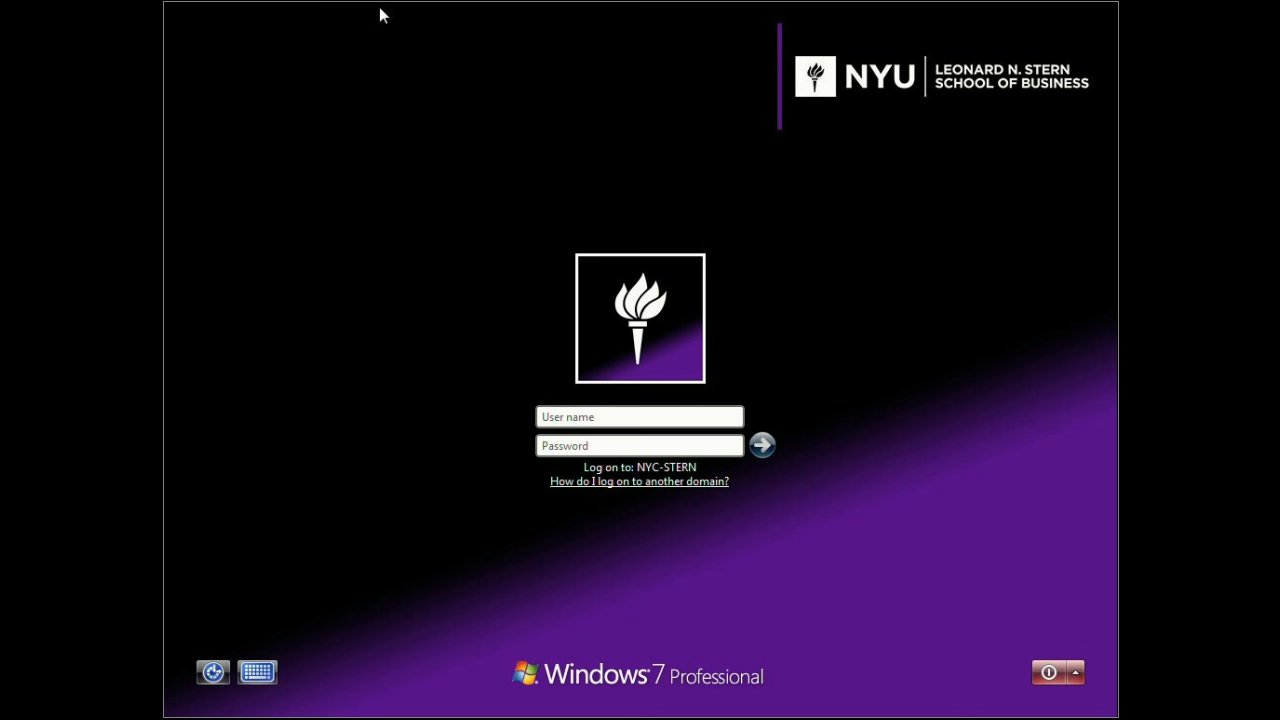 NYU
LEONARD N. STERN
SCHOOL OF BUSINESS
User name
Password
Log on to: NYC-STERN
How do I log on to another domain?
Windows 7 Professional